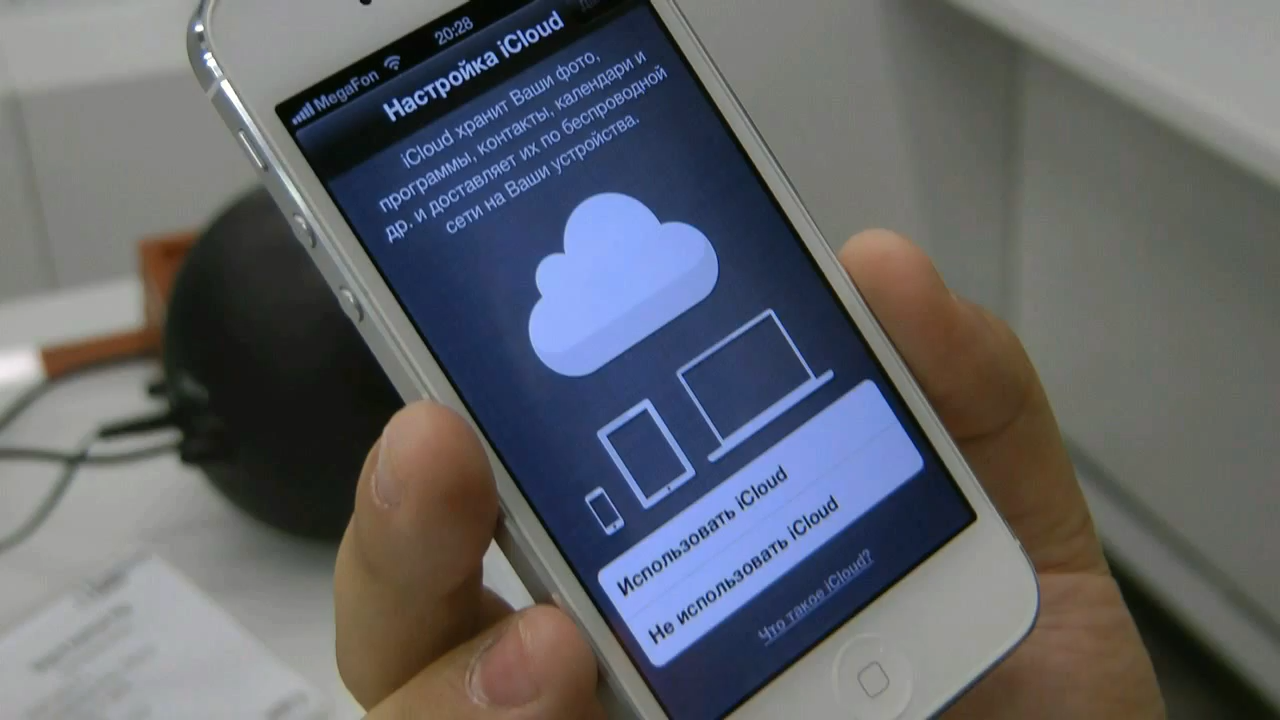 MegaFon 20:28
Настройка iCloud
iCloud хранит Ваши фото,
программы, контакты, календари и
др. и доставляет их по беспроводной
сети на Ваши устройства.
Использовать iCloud
Не использовать iCloud
Что такое iCloud?